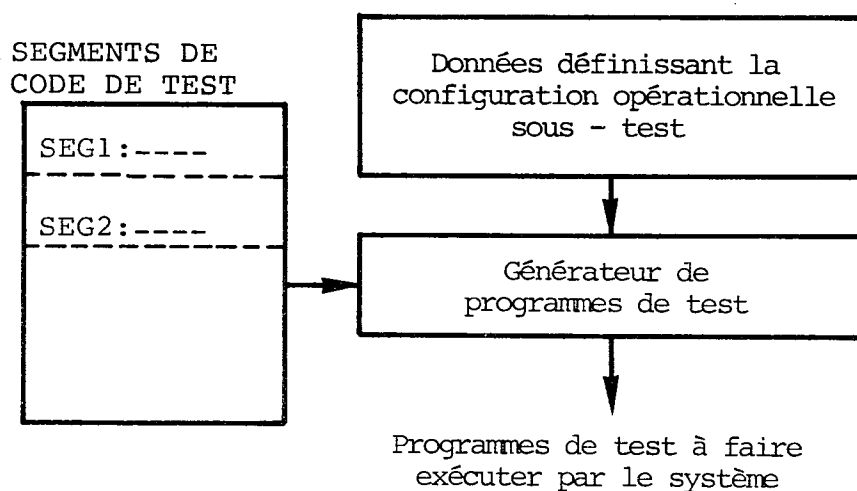 SEGMENTS DE
CODE DE TEST
SEG1:----
SEG2:----
Données définissant la
configuration opérationnelle
sous - test
Générateur de
programmes de test
Programmes de test à faire
exécuter par le système